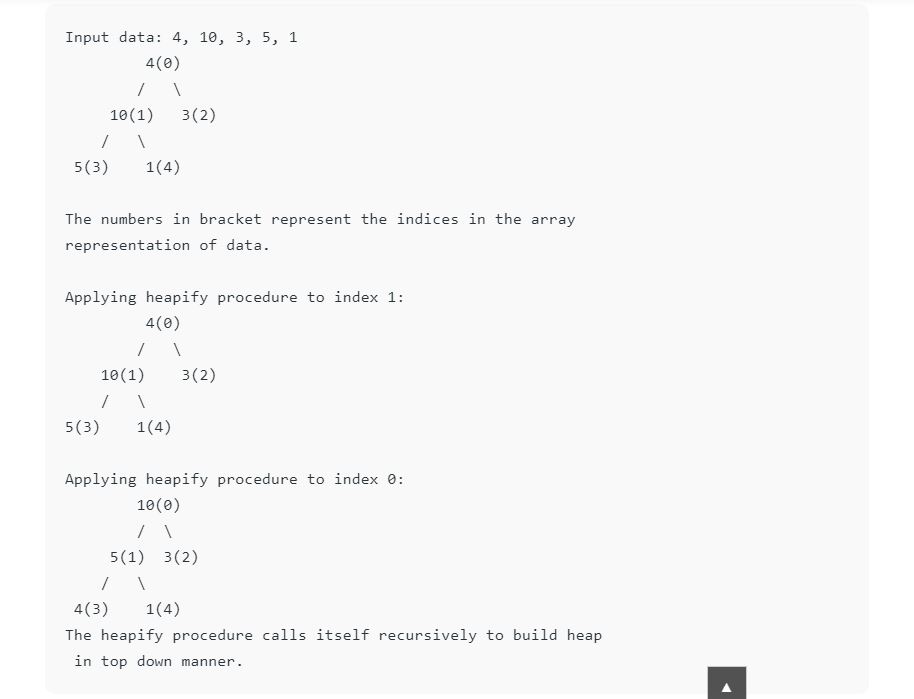 Input data: 4, 10, 3, 5, 1
         4(0)
        /   \
     10(1)   3(2)
    /   \
 5(3)    1(4)

The numbers in bracket represent the indices in the array
representation of data.

Applying heapify procedure to index 1:
         4(0)
        /   \
    10(1)    3(2)
    /   \
5(3)    1(4)

Applying heapify procedure to index 0:
        10(0)
        /  \
     5(1)  3(2)
    /   \
 4(3)    1(4)
The heapify procedure calls itself recursively to build heap
 in top down manner.
▲